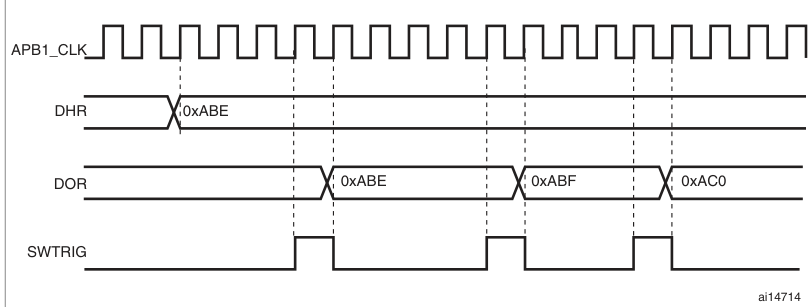 APB1_CLK
DHR 0xABE
DOR 0xABE 0xABF 0xAC0
SWTRIG
ai14714